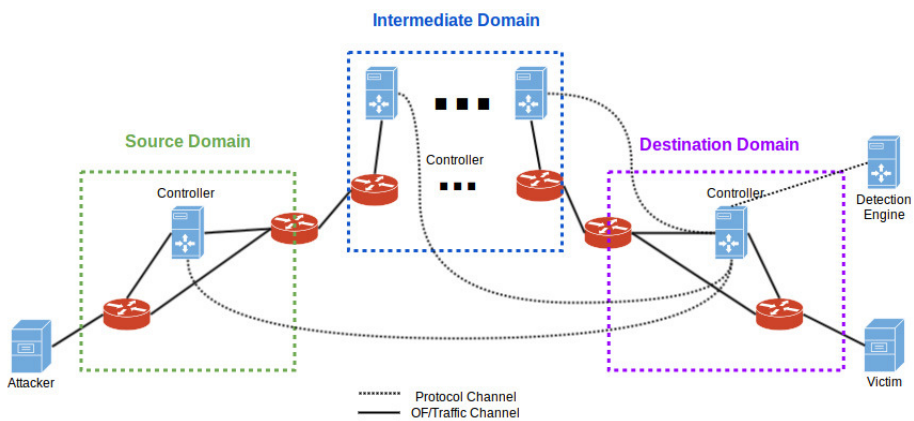 Intermediate Domain
Source Domain
Controller
Destination Domain
Controller
Controller
Detection
Engine
Attacker
Victim
Protocol Channel
OF/Traffic Channel